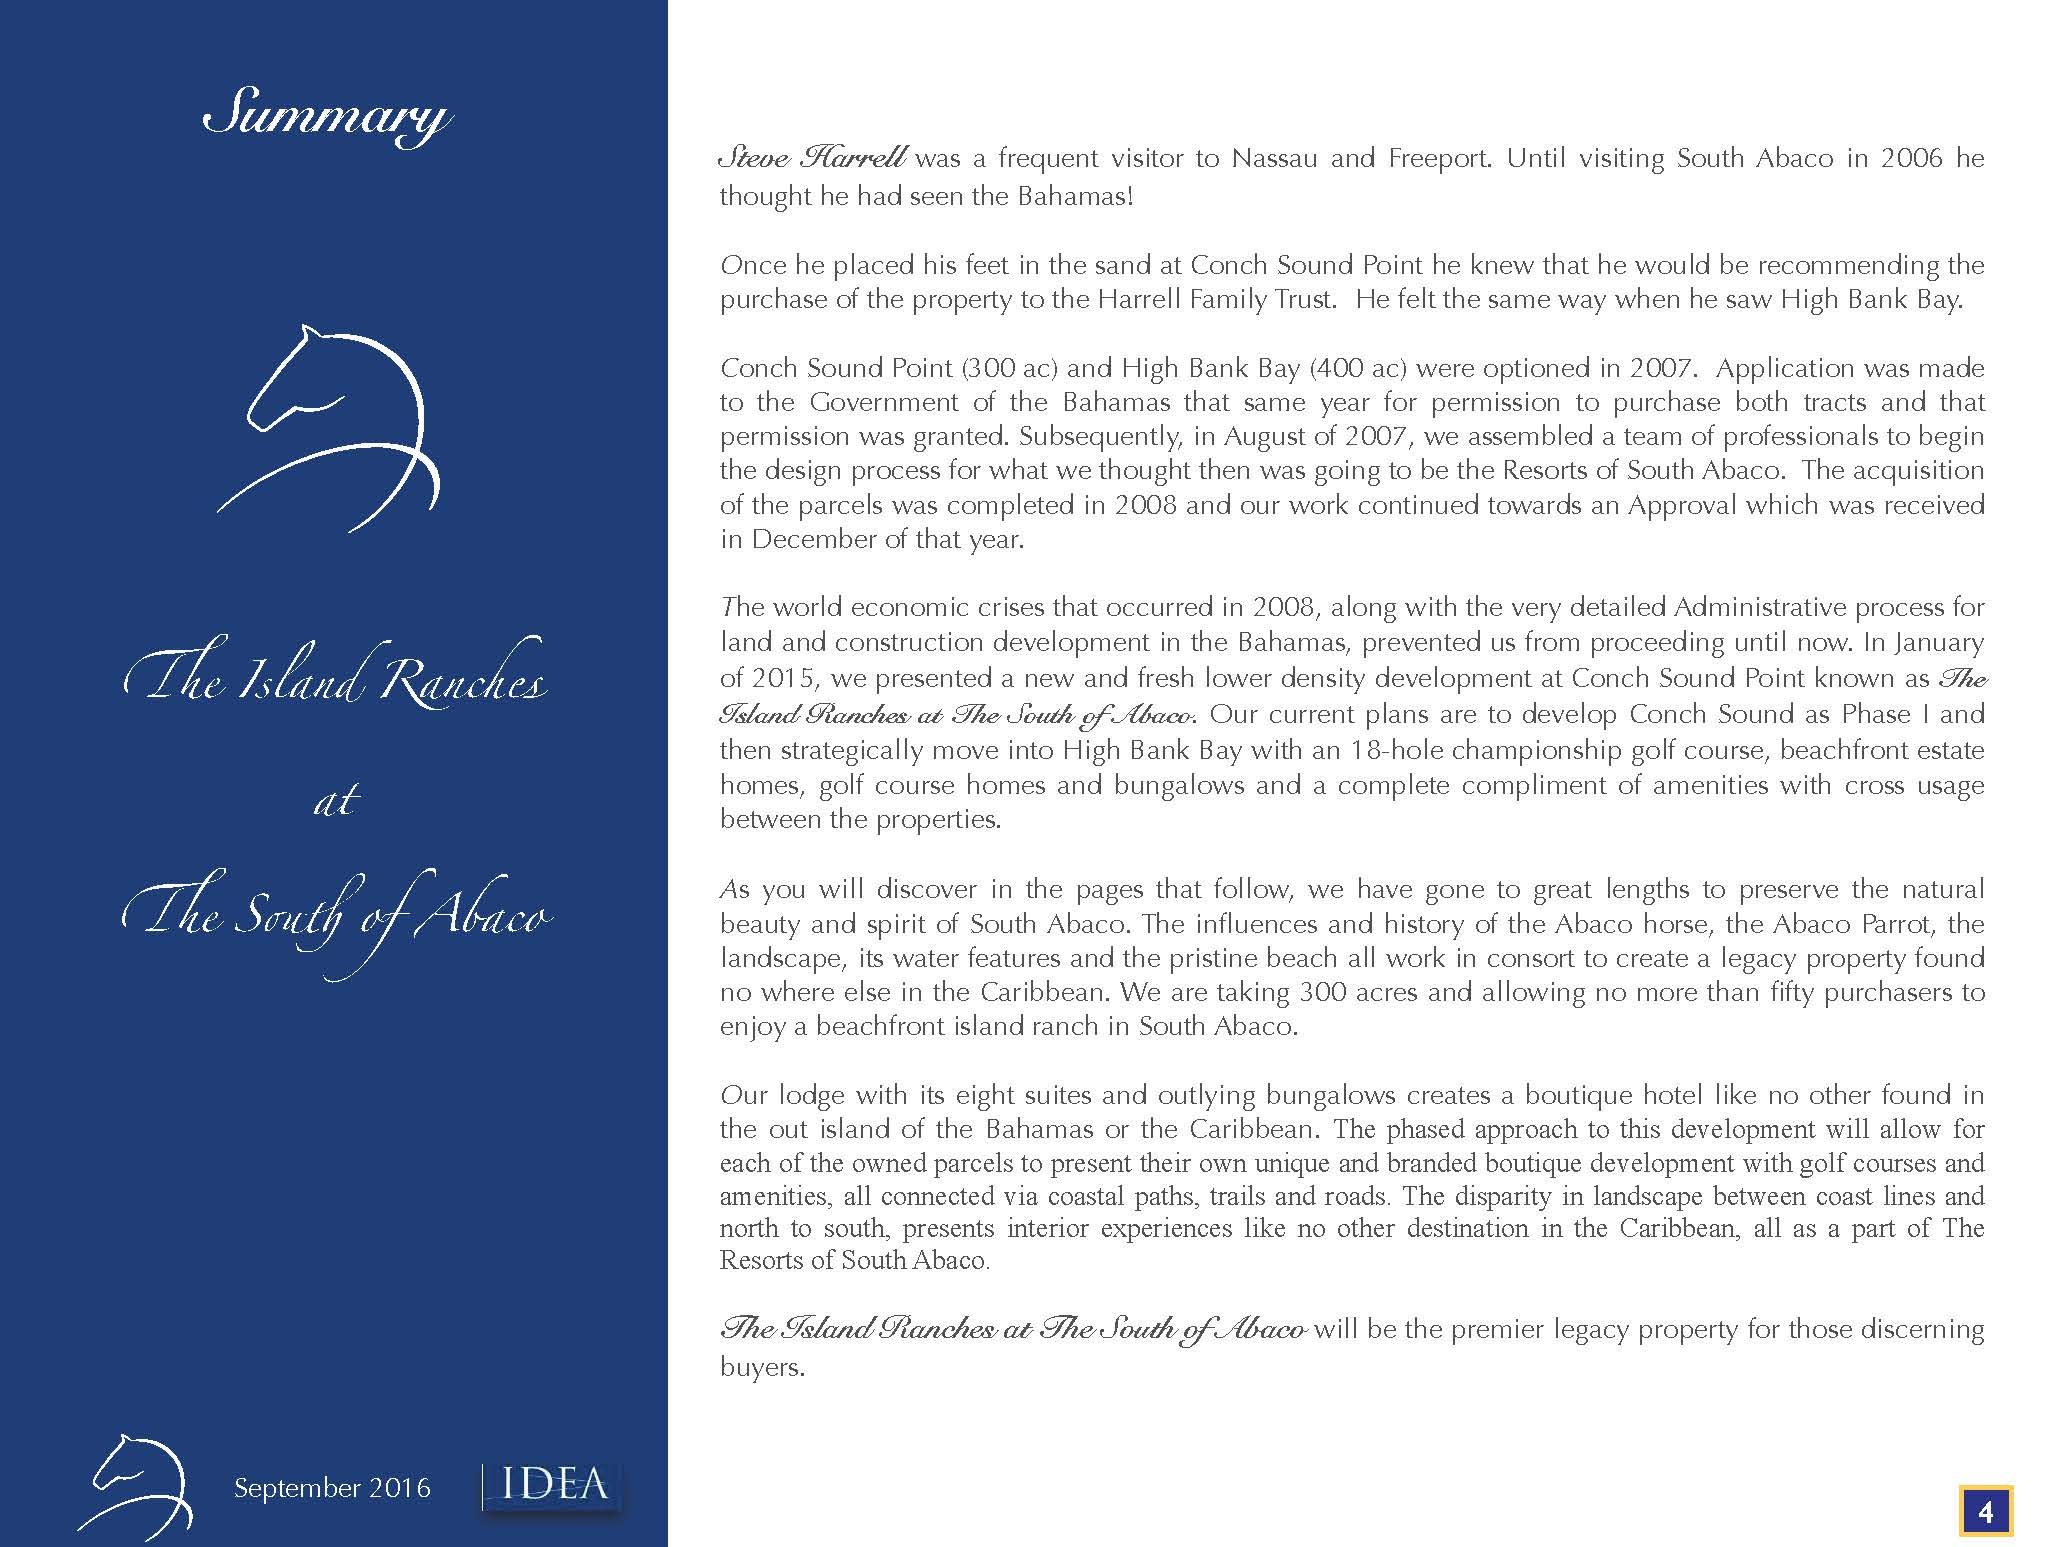 Summary
The Island Ranches
at
The South of Abaco
September 2016
IDEA
Steve Harrell was a frequent visitor to Nassau and Freeport. Until visiting South Abaco in 2006 he
thought he had seen the Bahamas!
Once he placed his feet in the sand at Conch Sound Point he knew that he would be recommending the
purchase of the property to the Harrell Family Trust. He felt the same way when he saw High Bank Bay.
Conch Sound Point (300 ac) and High Bank Bay (400 ac) were optioned in 2007. Application was made
to the Government of the Bahamas that same year for permission to purchase both tracts and that
permission was granted. Subsequently, in August of 2007, we assembled a team of professionals to begin
the design process for what we thought then was going to be the Resorts of South Abaco. The acquisition
of the parcels was completed in 2008 and our work continued towards an Approval which was received
in December of that year.
The world economic crises that occurred in 2008, along with the very detailed Administrative process for
land and construction development in the Bahamas, prevented us from proceeding until now. In January
of 2015, we presented a new and fresh lower density development at Conch Sound Point known as The
Island Ranches at The South of Abaco. Our current plans are to develop Conch Sound as Phase I and
then strategically move into High Bank Bay with an 18-hole championship golf course, beachfront estate
homes, golf course homes and bungalows and a complete compliment of amenities with cross usage
between the properties.
As you will discover in the pages that follow, we have gone to great lengths to preserve the natural
beauty and spirit of South Abaco. The influences and history of the Abaco horse, the Abaco Parrot, the
landscape, its water features and the pristine beach all work in consort to create a legacy property found
no where else in the Caribbean. We are taking 300 acres and allowing no more than fifty purchasers to
enjoy a beachfront island ranch in South Abaco.
Our lodge with its eight suites and outlying bungalows creates a boutique hotel like no other found in
the out island of the Bahamas or the Caribbean. The phased approach to this development will allow for
each of the owned parcels to present their own unique and branded boutique development with golf courses and
amenities, all connected via coastal paths, trails and roads. The disparity in landscape between coast lines and
north to south, presents interior experiences like no other destination in the Caribbean, all as a part of The
Resorts of South Abaco.
The Island Ranches at The South of Abaco will be the premier legacy property for those discerning
buyers.
4